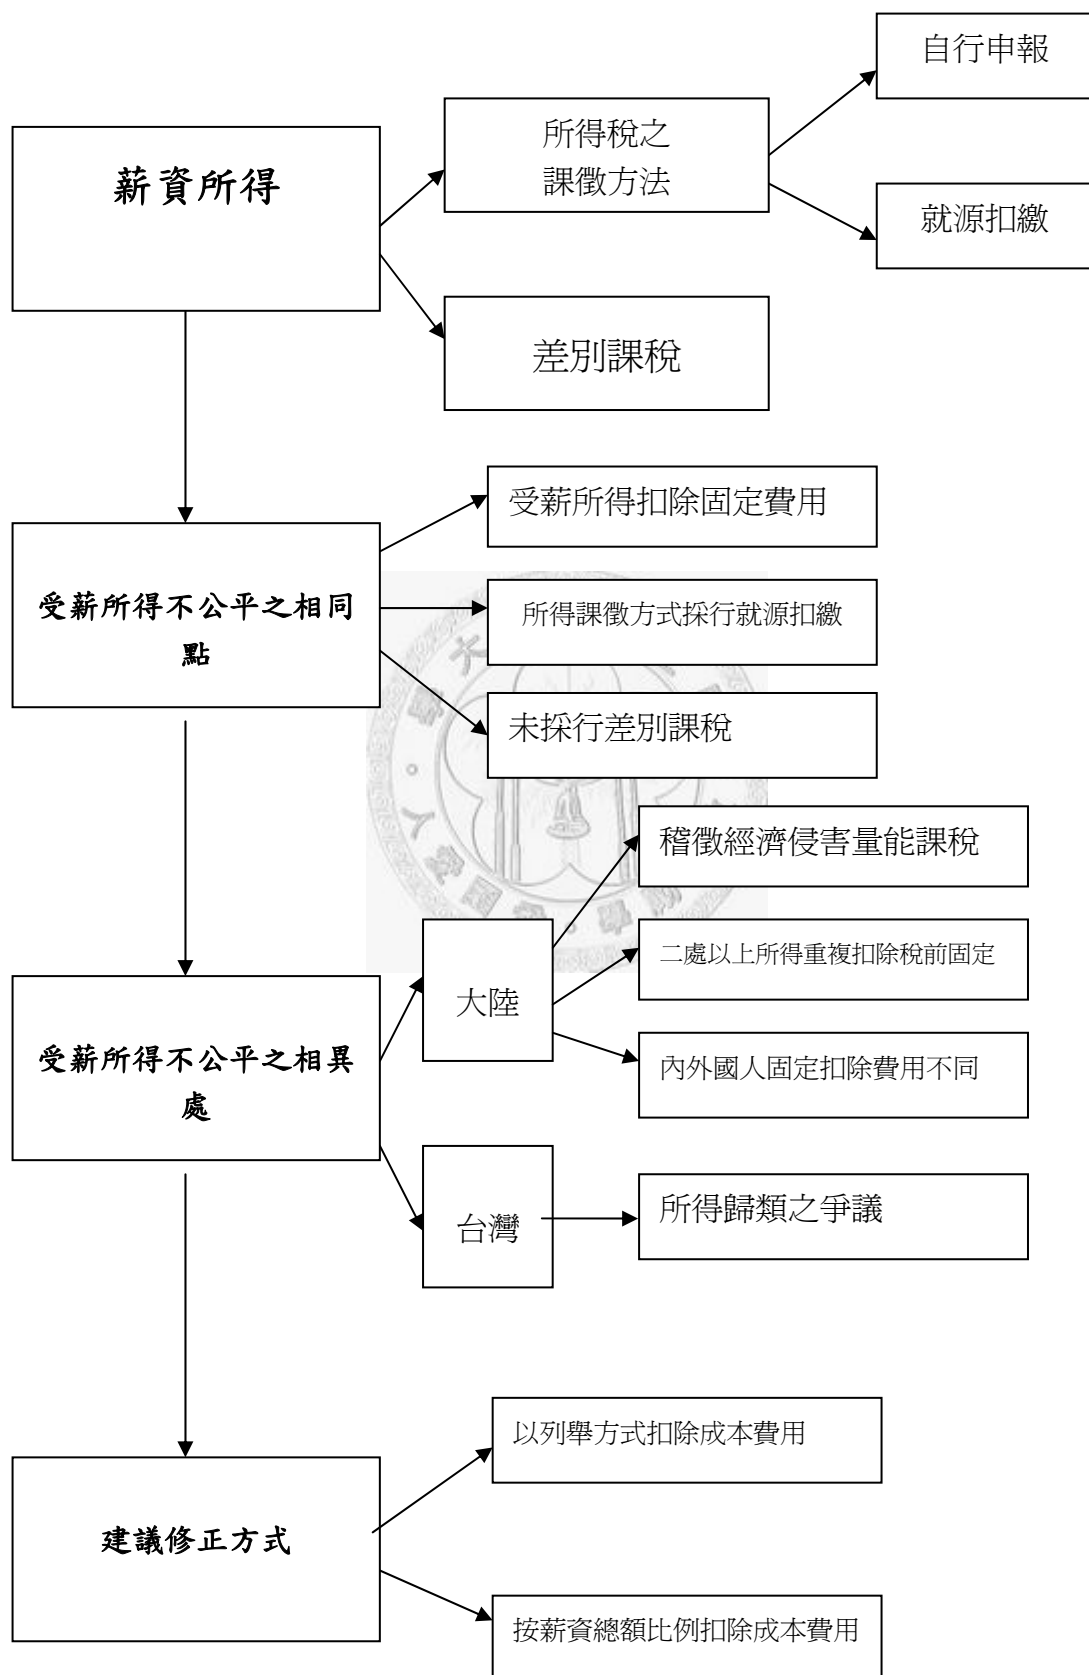 自行申報
所得稅之
課徵方法
薪資所得
就源扣繳
差別課稅
受薪所得扣除固定費用
受薪所得不公平之相同
點
所得課徵方式採行就源扣繳
未採行差別課稅
稽徵經濟侵害量能課稅
二處以上所得重複扣除稅前固定
大陸
受薪所得不公平之相異
處
內外國人固定扣除費用不同
台灣
所得歸類之爭議
以列舉方式扣除成本費用
建議修正方式
按薪資總額比例扣除成本費用